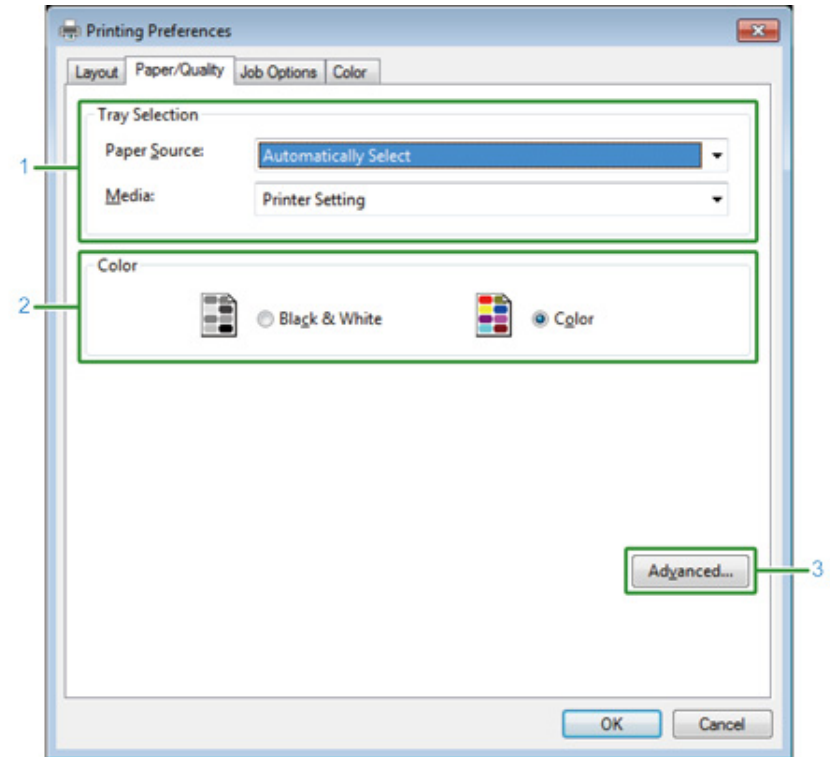 Printing Preferences
Layout Paper/Quality Job Options Color
Tray Selection
1
Paper Source: Automatically Select
Media: Printer Setting
Color
2
Black & White Color
Advanced... 3
OK Cancel